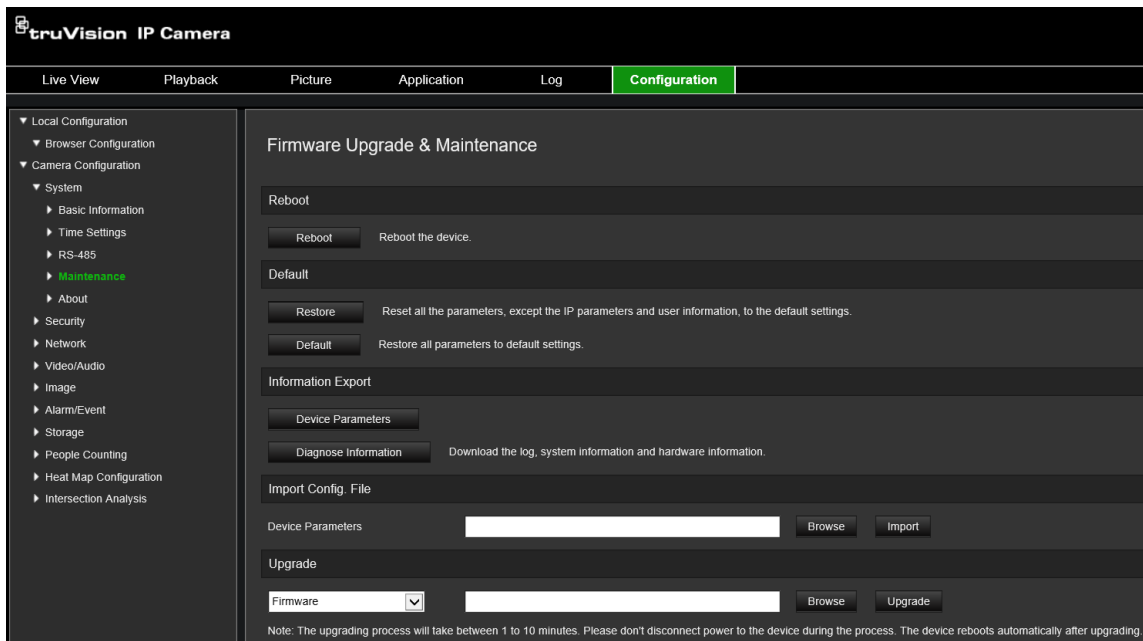 truVision IP Camera
Live View Playback Picture Application Log Configuration
Local Configuration
Browser Configuration
Camera Configuration
System
Basic Information
Time Settings
RS-485
Maintenance
About
Security
Network
Video/Audio
Image
Alarm/Event
Storage
People Counting
Heat Map Configuration
Intersection Analysis
Firmware Upgrade & Maintenance
Reboot
Reboot Reboot the device.
Default
Restore Reset all the parameters, except the IP parameters and user information, to the default settings.
Default Restore all parameters to default settings.
Information Export
Device Parameters
Diagnose Information Download the log, system information and hardware information.
Import Config. File
Device Parameters Browse Import
Upgrade
Firmware Browse Upgrade
Note: The upgrading process will take between 1 to 10 minutes. Please don't disconnect power to the device during the process. The device reboots automatically after upgrading